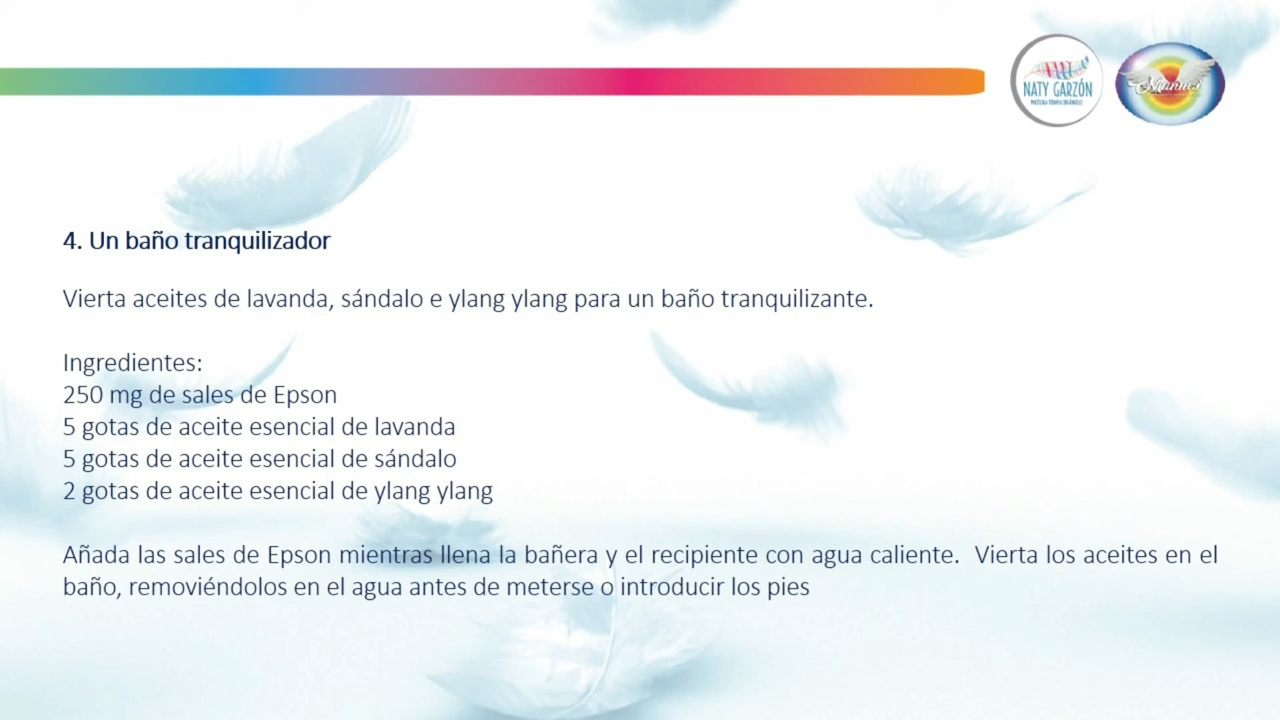 NATY GARZÓN
4. Un baño tranquilizador
Vierta aceites de lavanda, sándalo e ylang ylang para un baño tranquilizante.
Ingredientes:
250 mg de sales de Epson
5 gotas de aceite esencial de lavanda
5 gotas de aceite esencial de sándalo
2 gotas de aceite esencial de ylang ylang
Añada las sales de Epson mientras llena la bañera y el recipiente con agua caliente.  Vierta los aceites en el
baño, removiéndolos en el agua antes de meterse o introducir los pies